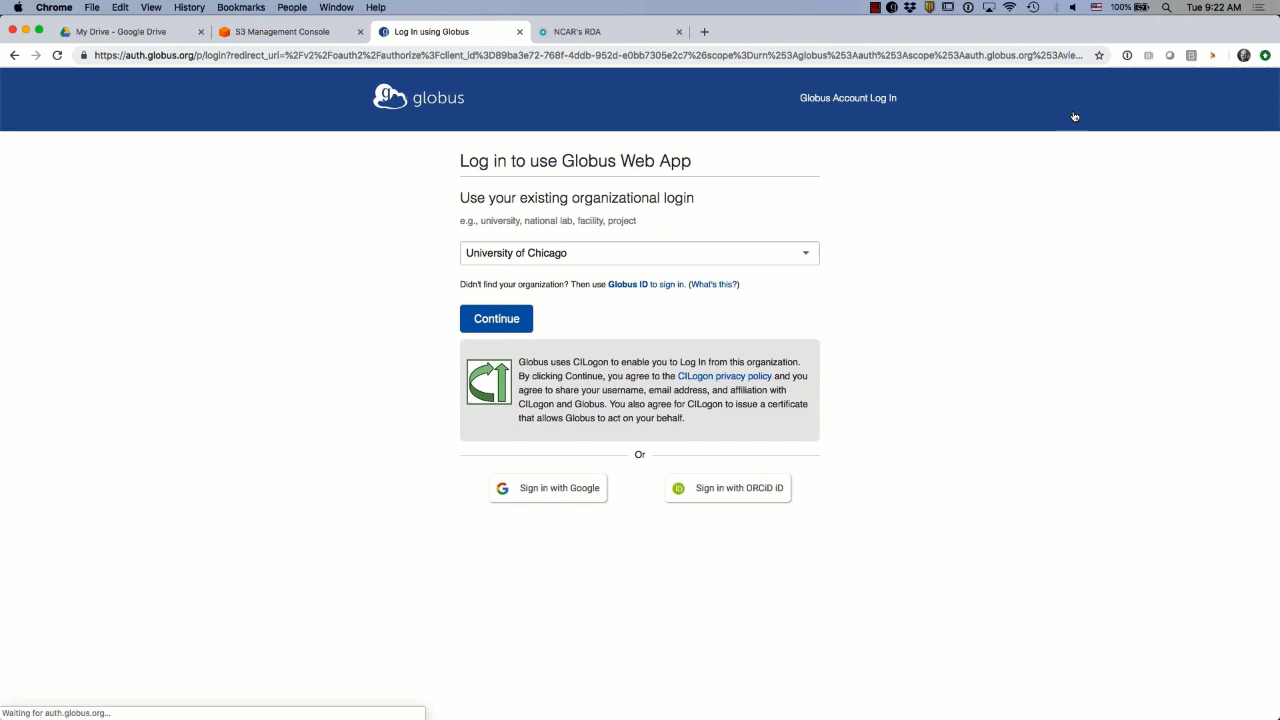 Chrome File Edit View History Bookmarks People Window Help 100% Tue 9:22 AM
My Drive - Google Drive S3 Management Console Log In using Globus NCAR's RDA
https://auth.globus.org/p/login?redirect_uri=%2Fv2%2Foauth2%2Fauthorize%3Fclient_id%3D89ba3e72-768f-4ddb-952d-e0bb7305e2c7%26scope%3Durn%253Aglobus%253Aauth%253Ascope%253Aauth.globus.org%253Avie...
globus Globus Account Log In
Log in to use Globus Web App
Use your existing organizational login
e.g., university, national lab, facility, project
University of Chicago
Didn't find your organization? Then use Globus ID to sign in. (What's this?)
Continue
Globus uses CILogon to enable you to Log In from this organization.
By clicking Continue, you agree to the CILogon privacy policy and you
agree to share your username, email address, and affiliation with
CILogon and Globus. You also agree for CILogon to issue a certificate
that allows Globus to act on your behalf.
Or
Sign in with Google iD Sign in with ORCiD iD
Waiting for auth.globus.org...